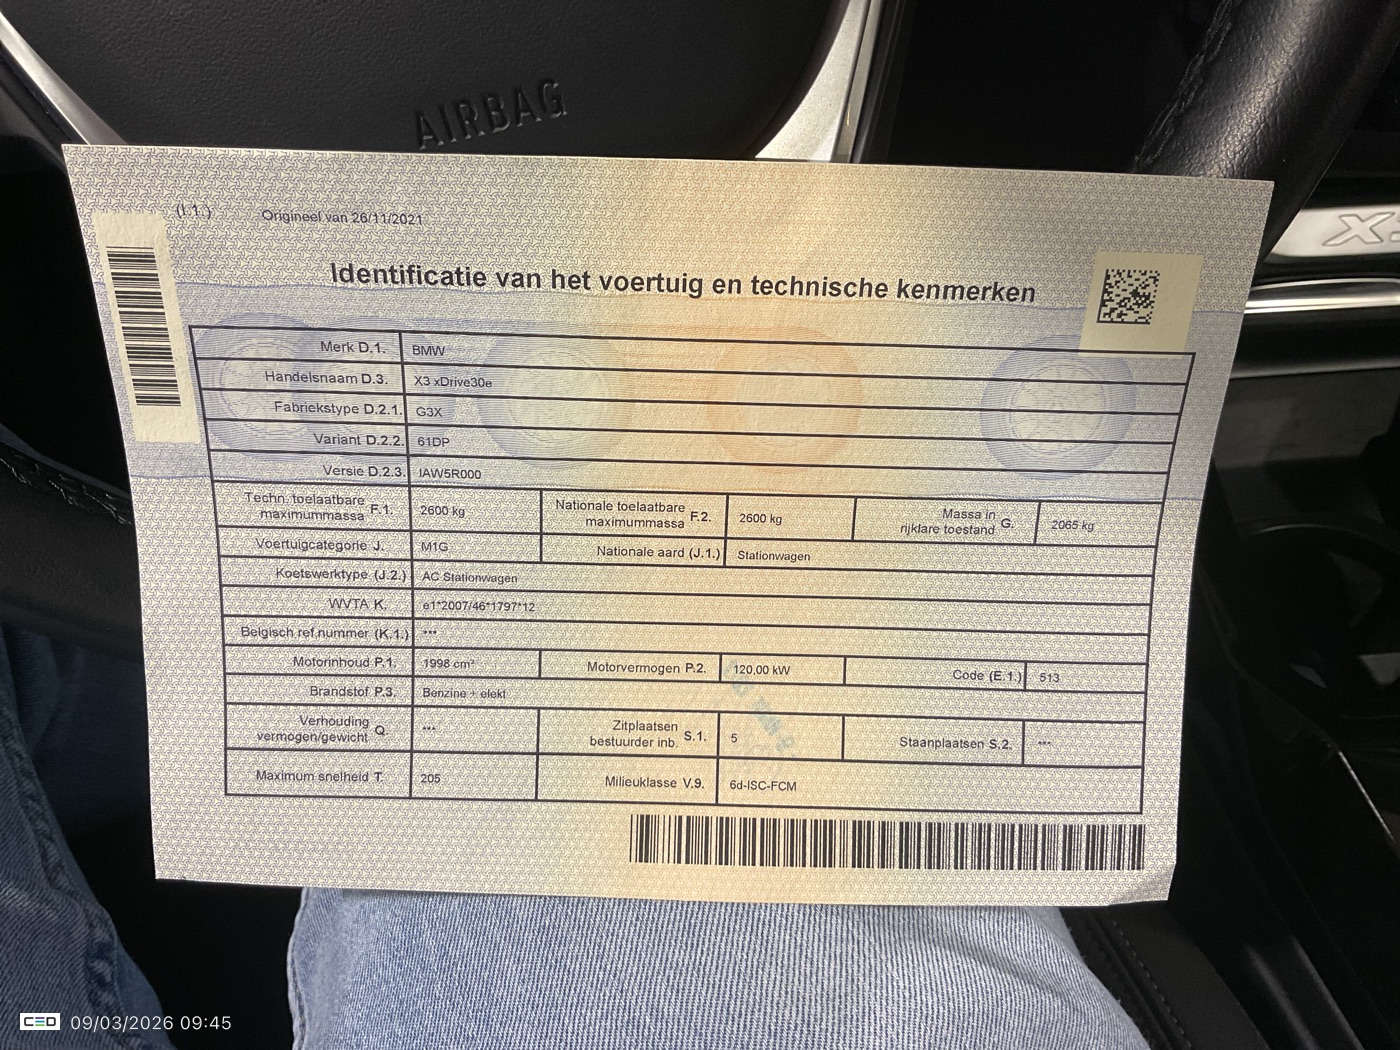 AIRBAG
(I.1.) Origineel van 26/11/2021
Identificatie van het voertuig en technische kenmerken
Merk D.1. BMW
Handelsnaam D.3. X3 xDrive30e
Fabriekstype D.2.1. G3X
Variant D.2.2. 61DP
Versie D.2.3. IAW5R000
Techn. toelaatbare maximummassa F.1. 2600 kg Nationale toelaatbare maximummassa F.2. 2600 kg Massa in rijklare toestand G. 2065 kg
Voertuigcategorie J. M1G Nationale aard (J.1.) Stationwagen
Koetswerktype (J.2.) AC Stationwagen
WVTA K. e1*2007/46*1797*12
Belgisch ref.nummer (K.1.) ***
Motorinhoud P.1. 1998 cm³ Motorvermogen P.2. 120,00 kW Code (E.1.) 513
Brandstof P.3. Benzine + elekt
Verhouding vermogen/gewicht Q. *** Zitplaatsen bestuurder inb. S.1. 5 Staanplaatsen S.2. ***
Maximum snelheid T. 205 Milieuklasse V.9. 6d-ISC-FCM
CED 09/03/2026 09:45